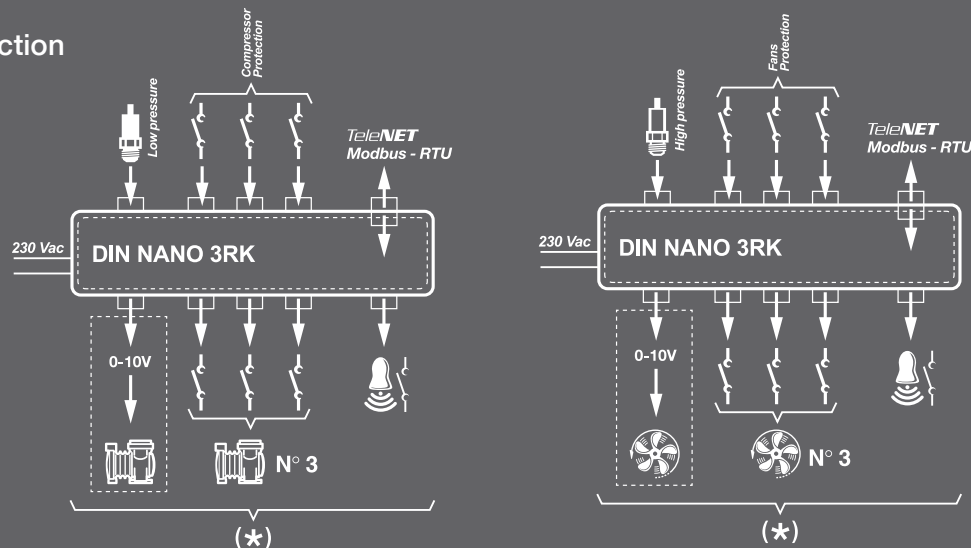 ction
Compressor
Protection
Low pressure
TeleNET
Modbus - RTU
230 Vac
DIN NANO 3RK
0-10V
N° 3
(*)
Fans
Protection
High pressure
TeleNET
Modbus - RTU
230 Vac
DIN NANO 3RK
0-10V
N° 3
(*)